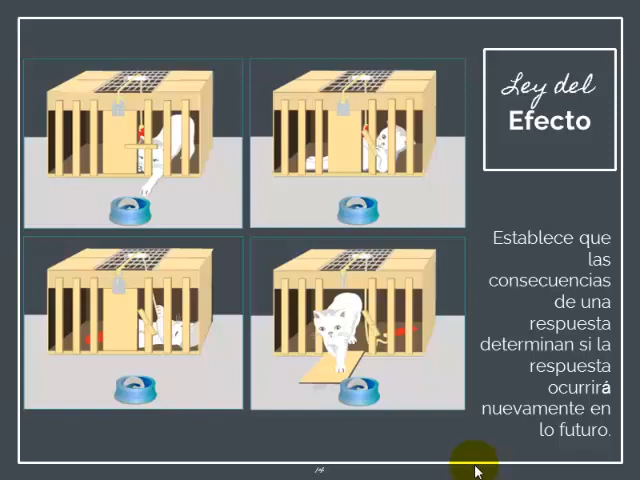 Ley del
Efecto
Establece que
las
consecuencias
de una
respuesta
determinan si la
respuesta
ocurrirá
nuevamente en
lo futuro.
14